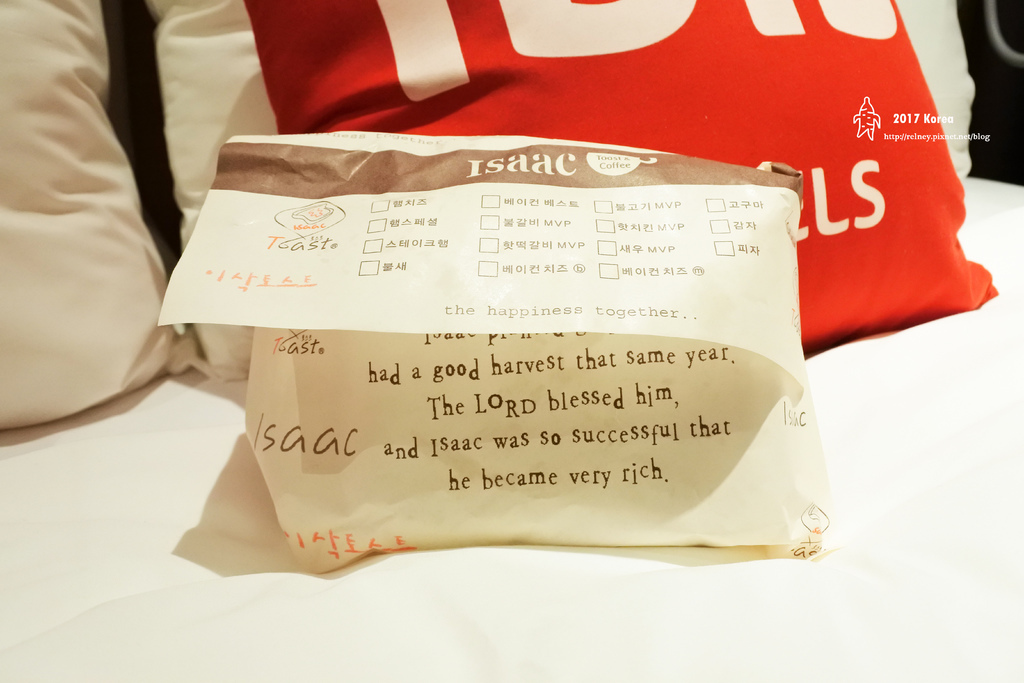 2017 Korea
http://relney.pixnet.net/blog
LLS
together
Isaac Toast & Coffee
햄치즈 베이컨 베스트 불고기 MVP 고구마
햄스페셜 불갈비 MVP 핫치킨 MVP 감자
스테이크햄 핫떡갈비 MVP 새우 MVP 피자
불새 베이컨 치즈 ⓑ 베이컨 치즈 ⓜ
Isaac
Toast®
이삭토스트
the happiness together..
Isaac
Toast®
had a good harvest that same year.
The LORD blessed him,
Isaac and Isaac was so successful that Isaac
he became very rich.
이삭토스트